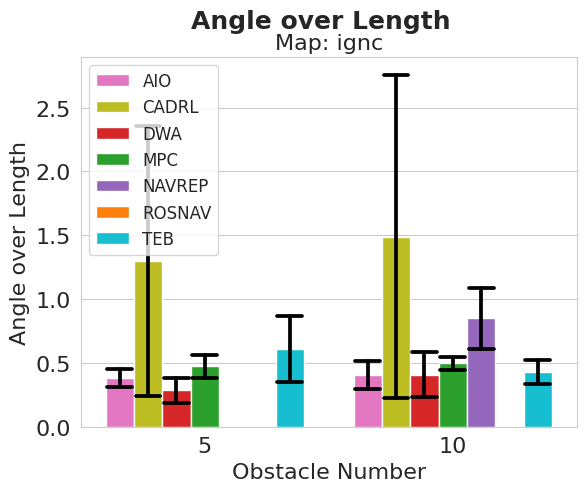 Angle over Length
Map: ignc
Angle over Length
2.5
2.0
1.5
1.0
0.5
0.0
AIO
CADRL
DWA
MPC
NAVREP
ROSNAV
TEB
5
10
Obstacle Number